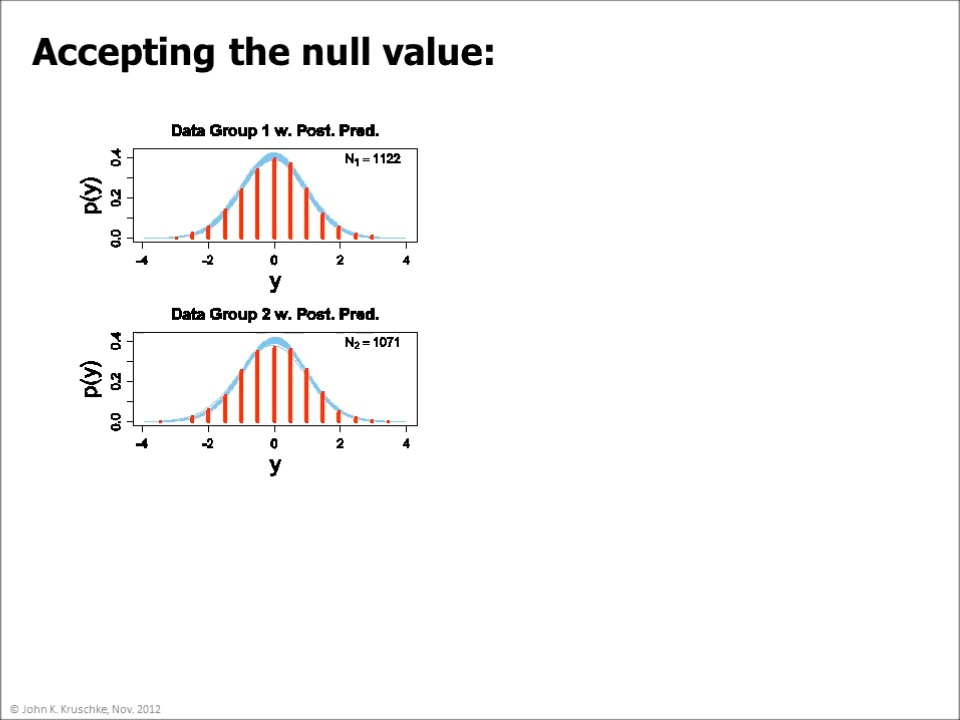 Accepting the null value:
Data Group 1 w. Post. Pred.
N1 = 1122
p(y)
0.4
0.2
0.0
-4 -2 0 2 4
y
Data Group 2 w. Post. Pred.
N2 = 1071
p(y)
0.4
0.2
0.0
-4 -2 0 2 4
y
© John K. Kruschke, Nov. 2012